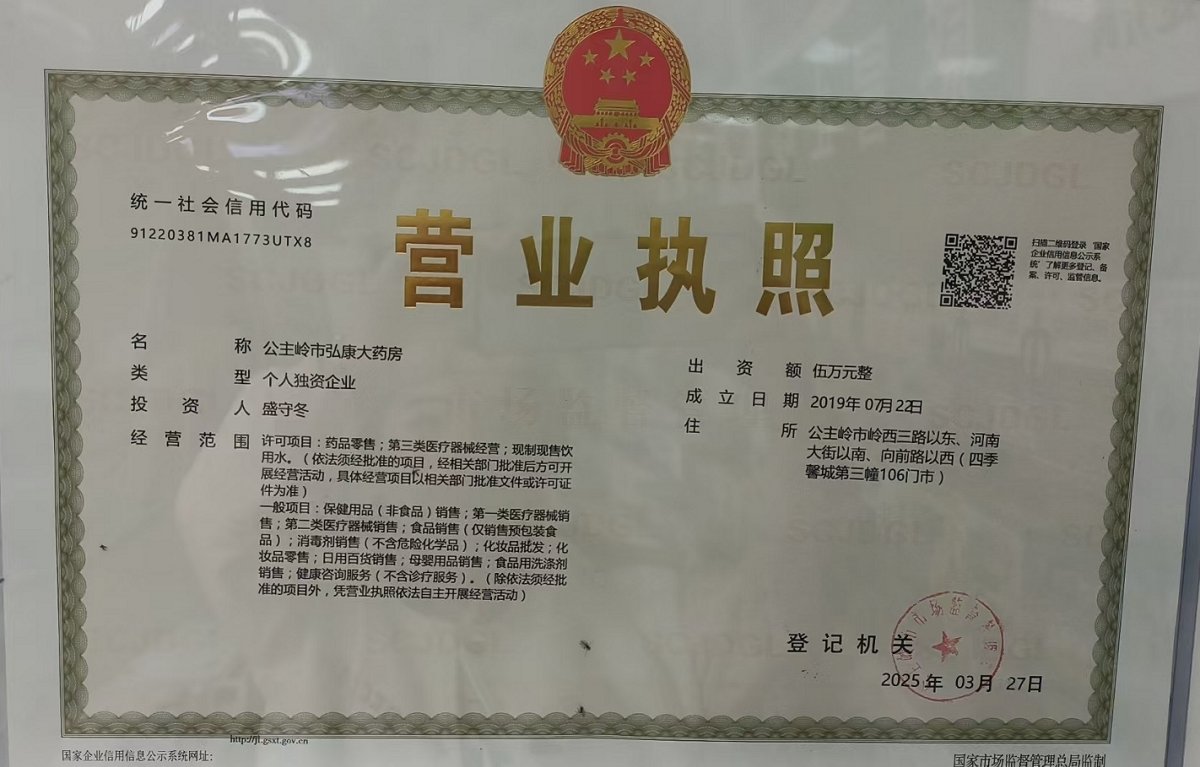 统一社会信用代码
91220381MA1773UTX8
营业执照
扫描二维码登录“国家
企业信用信息公示系
统”了解更多登记、备
案、许可、监管信息。
名称 公主岭市弘康大药房
类型 个人独资企业
投资人 盛守冬
经营范围 许可项目：药品零售；第三类医疗器械经营；现制现售饮
用水。（依法须经批准的项目，经相关部门批准后方可开
展经营活动，具体经营项目以相关部门批准文件或许可证
件为准）
一般项目：保健用品（非食品）销售；第一类医疗器械销
售；第二类医疗器械销售；食品销售（仅销售预包装食
品）；消毒剂销售（不含危险化学品）；化妆品批发；化
妆品零售；日用百货销售；母婴用品销售；食品用洗涤剂
销售；健康咨询服务（不含诊疗服务）。（除依法须经批
准的项目外，凭营业执照依法自主开展经营活动）
出资额 伍万元整
成立日期 2019年07月22日
住所 公主岭市岭西三路以东、河南
大街以南、向前路以西（四季
馨城第三幢106门市）
登记机关
2025年03月27日
http://jl.gsxt.gov.cn
国家企业信用信息公示系统网址:
国家市场监督管理总局监制